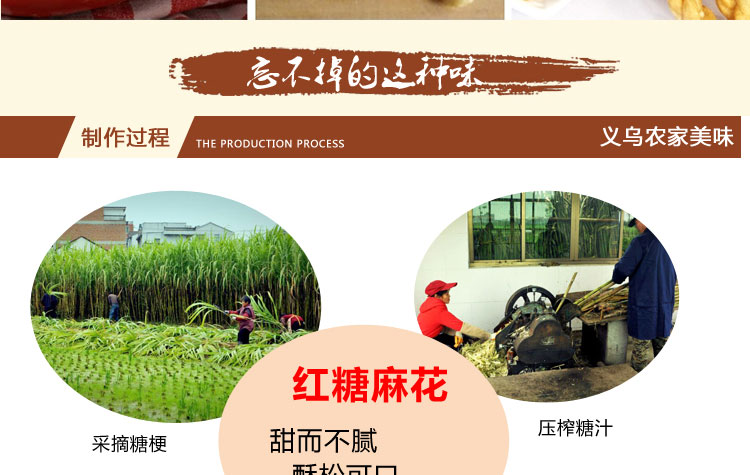 忘不掉的这种味
制作过程
THE PRODUCTION PROCESS
义乌农家美味
红糖麻花
甜而不腻
酥松可口
采摘糖梗
压榨糖汁